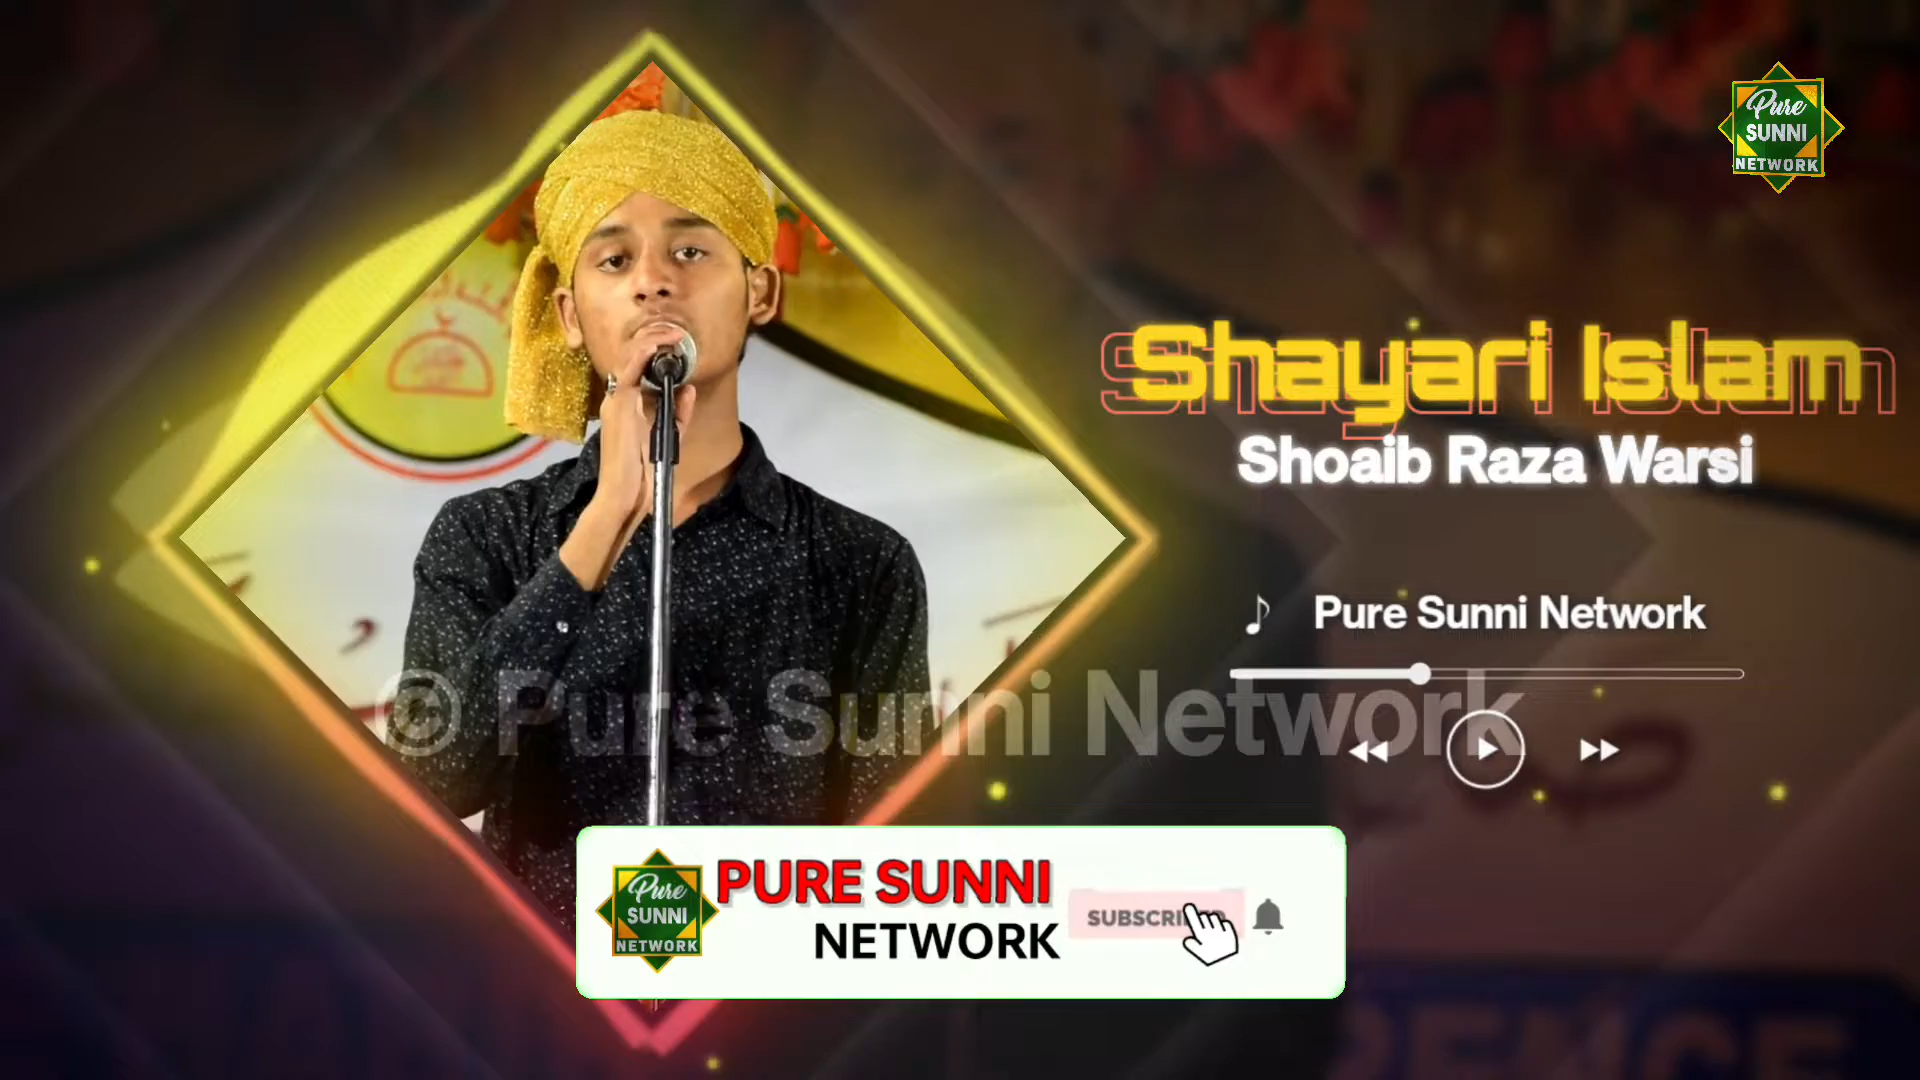 Pure
SUNNI
NETWORK
Shayari Islam
Shoaib Raza Warsi
Pure Sunni Network
© Pure Sunni Network
Pure
SUNNI
NETWORK
PURE SUNNI
NETWORK